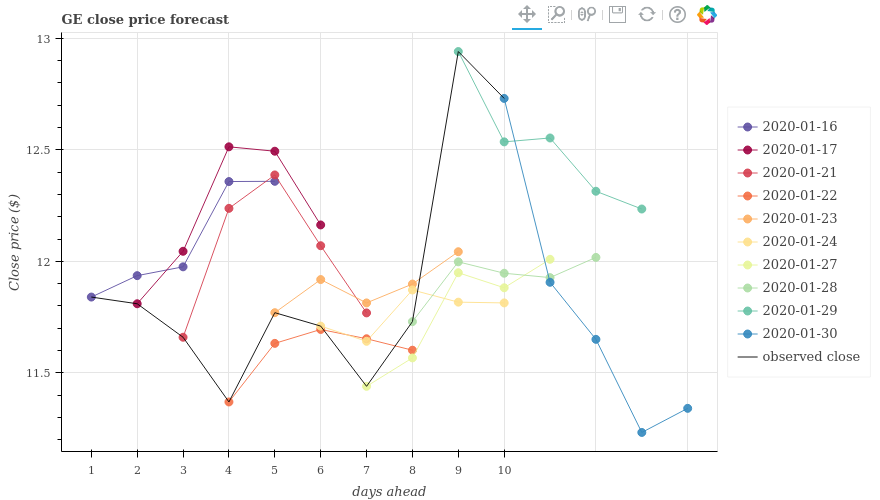 GE close price forecast
13
12.5
12
11.5
Close price ($)
1 2 3 4 5 6 7 8 9 10
days ahead
2020-01-16
2020-01-17
2020-01-21
2020-01-22
2020-01-23
2020-01-24
2020-01-27
2020-01-28
2020-01-29
2020-01-30
observed close